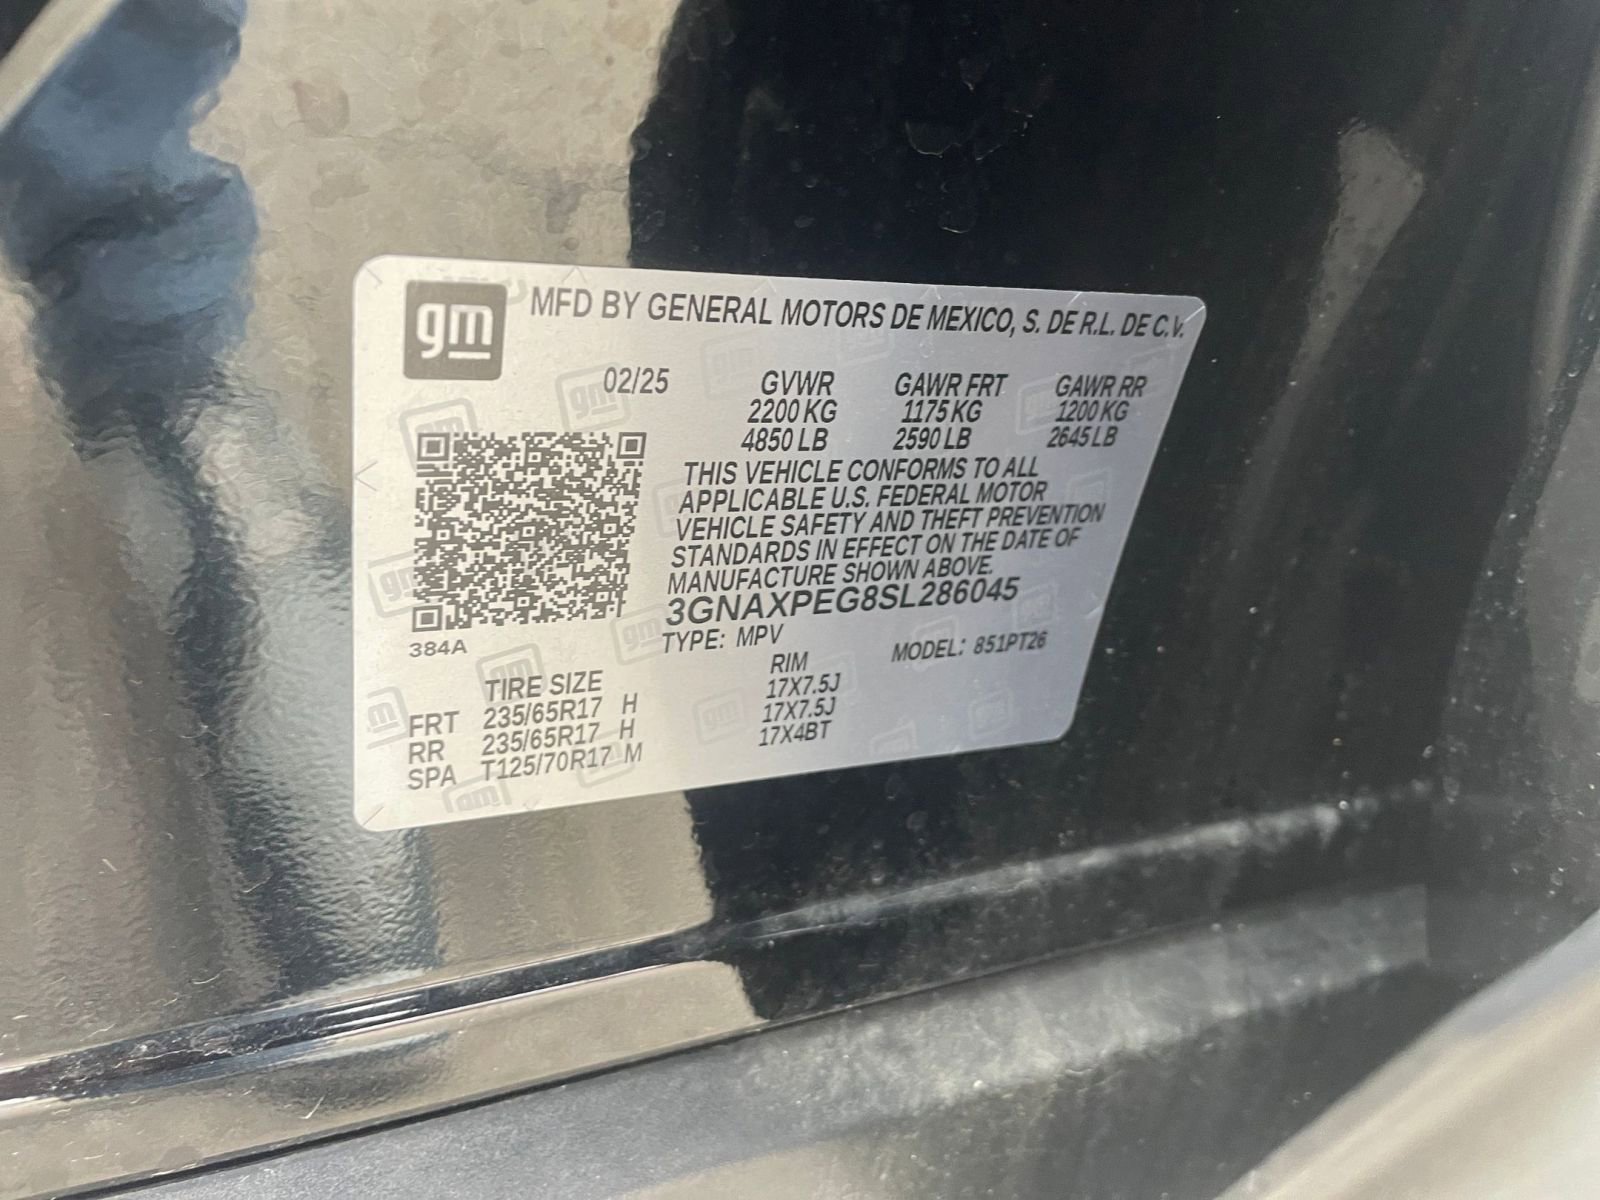 gm MFD BY GENERAL MOTORS DE MEXICO, S. DE R.L. DE C.V.
02/25 GVWR GAWR FRT GAWR RR
2200 KG 1175 KG 1200 KG
4850 LB 2590 LB 2645 LB
THIS VEHICLE CONFORMS TO ALL
APPLICABLE U.S. FEDERAL MOTOR
VEHICLE SAFETY AND THEFT PREVENTION
STANDARDS IN EFFECT ON THE DATE OF
MANUFACTURE SHOWN ABOVE.
3GNAXPEG8SL286045
384A TYPE: MPV MODEL: 851PT26
TIRE SIZE RIM
FRT 235/65R17 H 17X7.5J
RR 235/65R17 H 17X7.5J
SPA T125/70R17 M 17X4BT